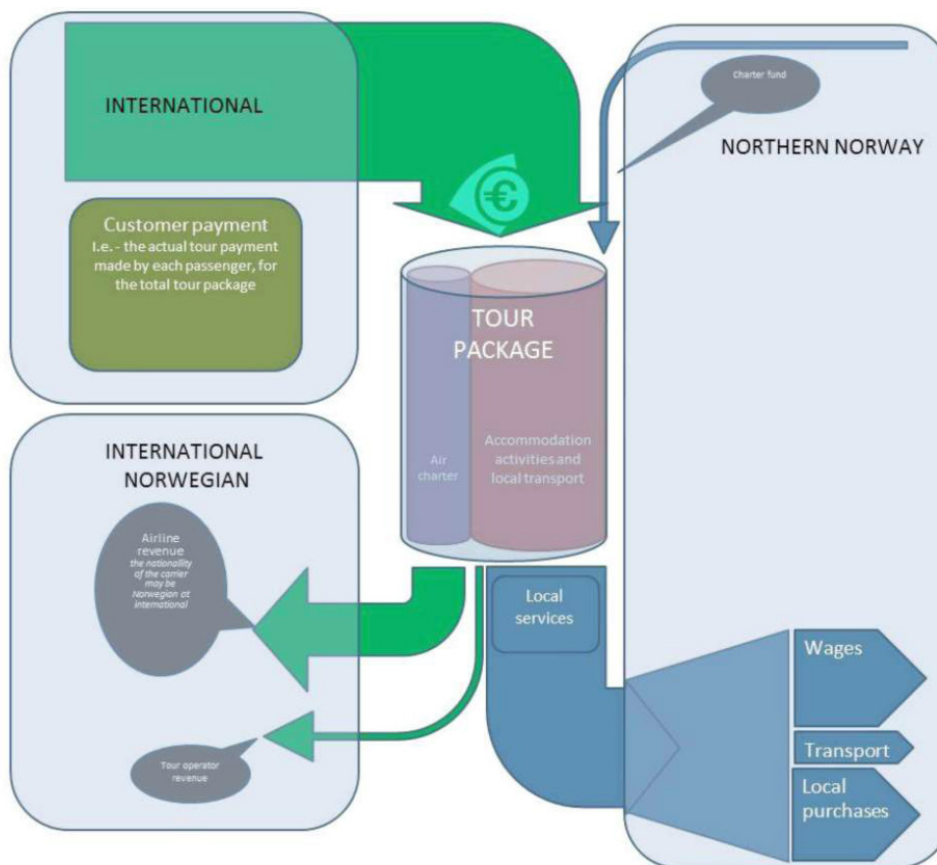 INTERNATIONAL
Customer payment
I.e. - the actual tour payment
made by each passenger, for
the total tour package
Charter fund
NORTHERN NORWAY
€
TOUR
PACKAGE
Air
charter
Accommodation
activities and
local transport
INTERNATIONAL
NORWEGIAN
Airline
revenue
the nationallity
of the carrier
may be
Norwegian at
international
Tour operator
revenue
Local
services
Wages
Transport
Local
purchases